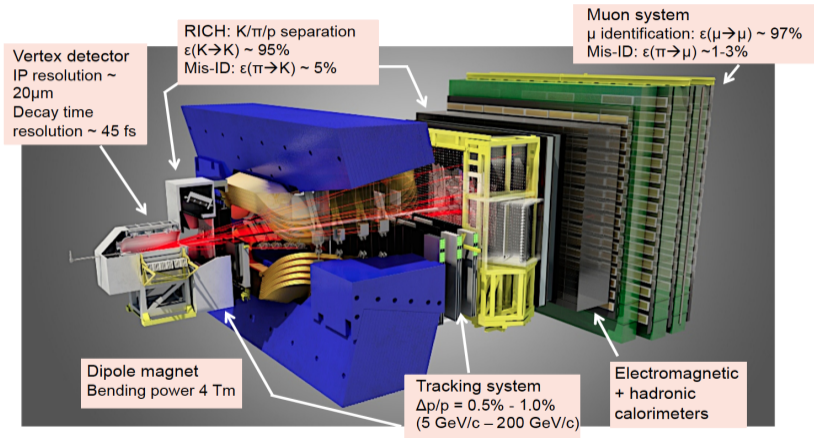 Vertex detector
IP resolution ~
20µm
Decay time
resolution ~ 45 fs
RICH: K/π/p separation
ε(K→K) ~ 95%
Mis-ID: ε(π→K) ~ 5%
Muon system
µ identification: ε(µ→µ) ~ 97%
Mis-ID: ε(π→µ) ~1-3%
Dipole magnet
Bending power 4 Tm
Tracking system
Δp/p = 0.5% - 1.0%
(5 GeV/c – 200 GeV/c)
Electromagnetic
+ hadronic
calorimeters